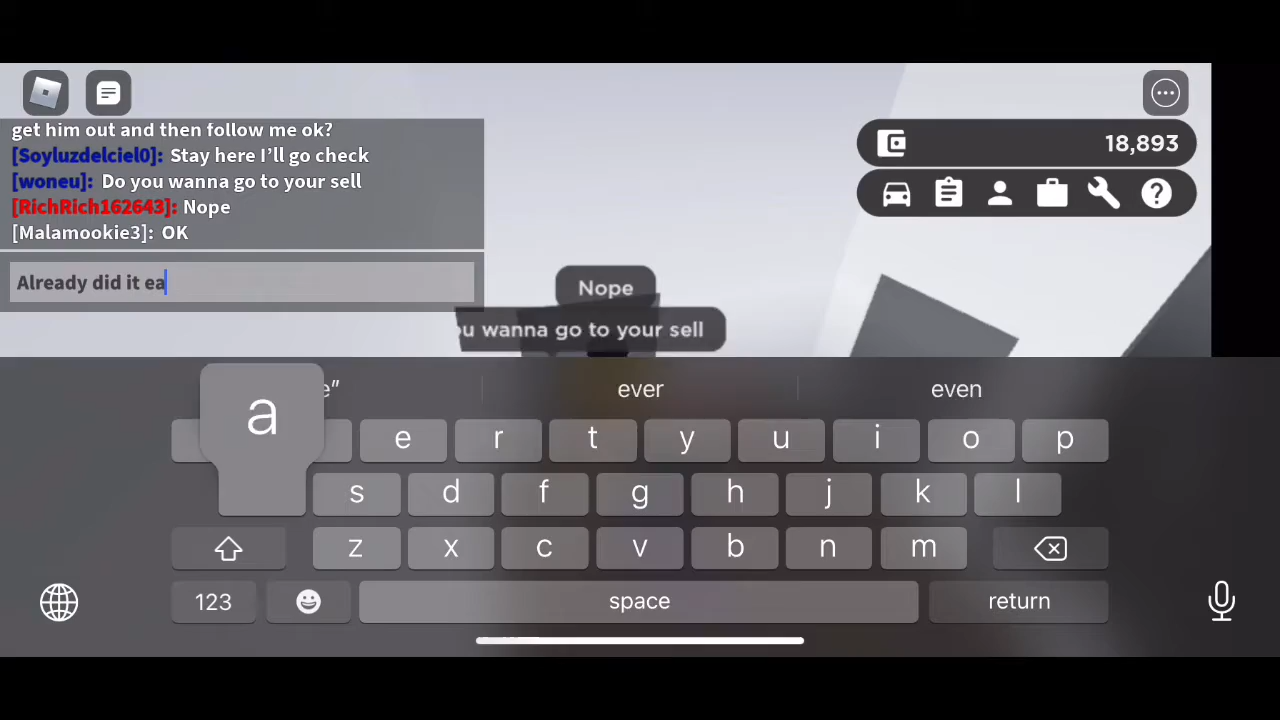 get him out and then follow me ok?
[Soyluzdelciel0]: Stay here I’ll go check
[woneu]: Do you wanna go to your sell
[RichRich162643]: Nope
[Malamookie3]: OK
18,893
Already did it ea
Nope
u wanna go to your sell
e” ever even
a
e r t y u i o p
s d f g h j k l
z x c v b n m
123 space return